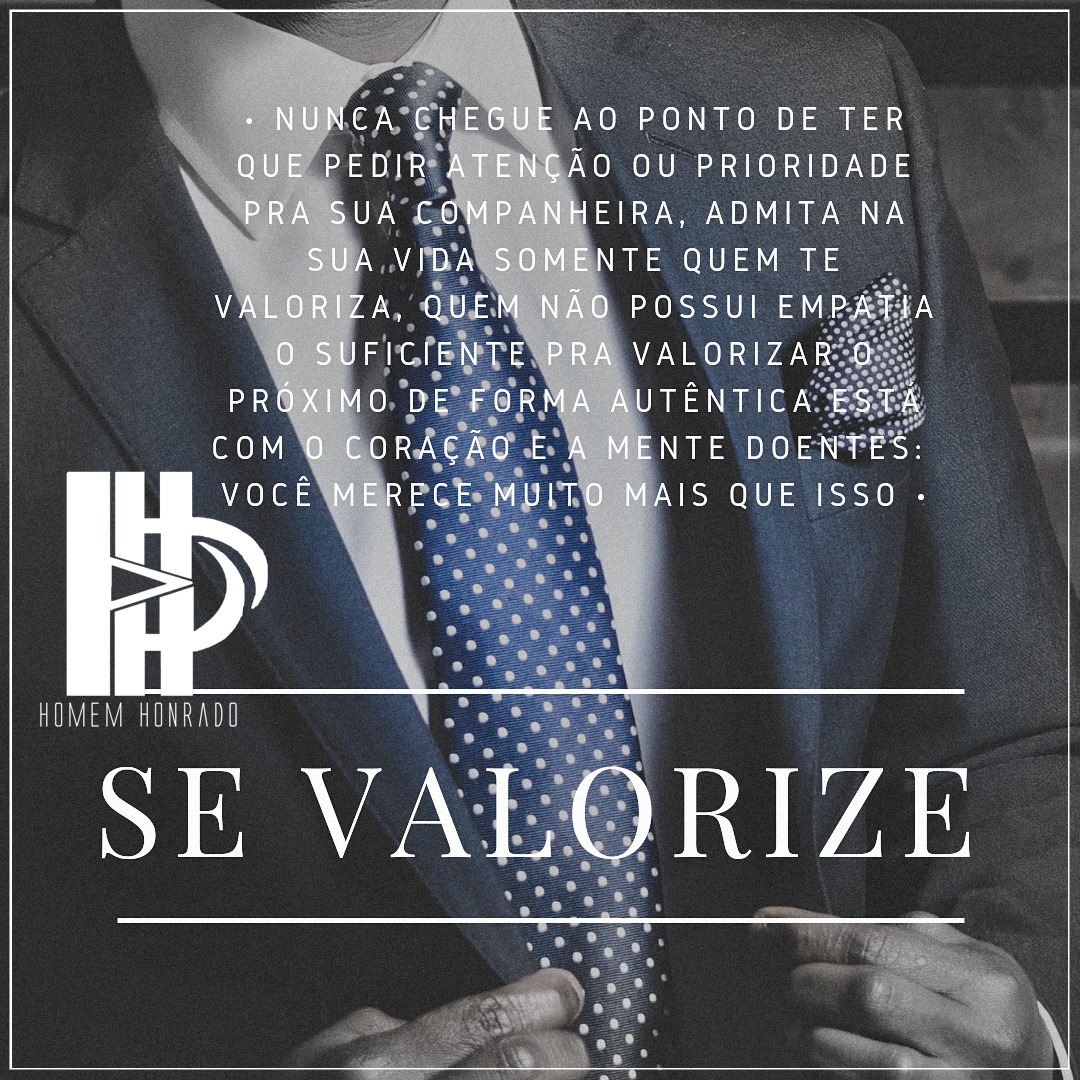 • NUNCA CHEGUE AO PONTO DE TER
QUE PEDIR ATENÇÃO OU PRIORIDADE
PRA SUA COMPANHEIRA, ADMITA NA
SUA VIDA SOMENTE QUEM TE
VALORIZA, QUEM NÃO POSSUI EMPATIA
O SUFICIENTE PRA VALORIZAR O
PRÓXIMO DE FORMA AUTÊNTICA ESTÁ
COM O CORAÇÃO E A MENTE DOENTES:
VOCÊ MERECE MUITO MAIS QUE ISSO •
HOMEM HONRADO
SE VALORIZE